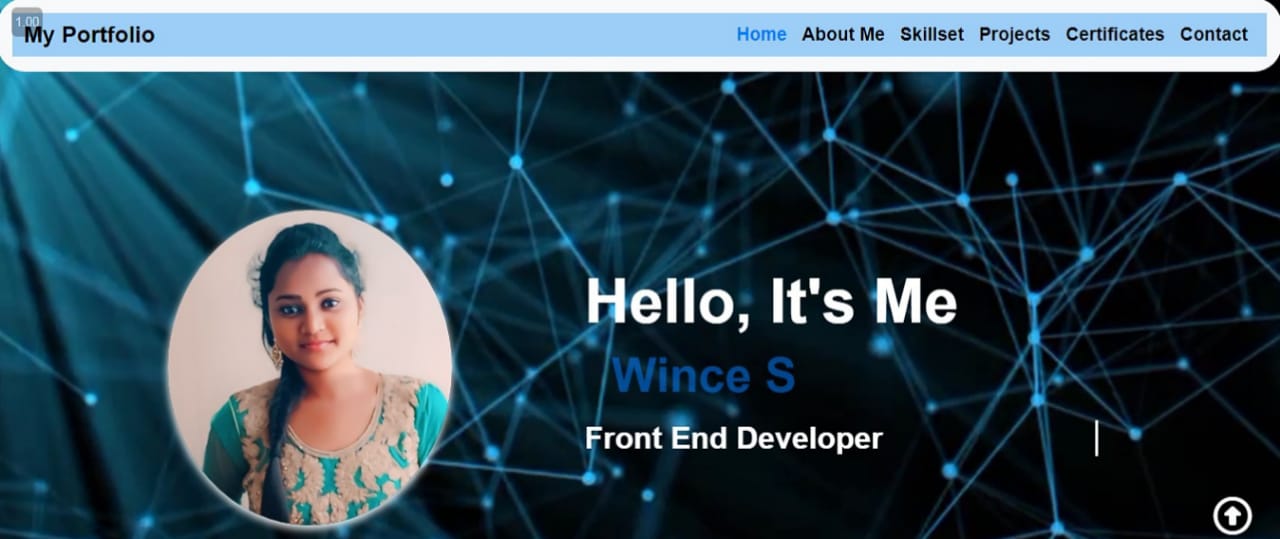 1.00
My Portfolio Home About Me Skillset Projects Certificates Contact
Hello, It's Me
Wince S
Front End Developer